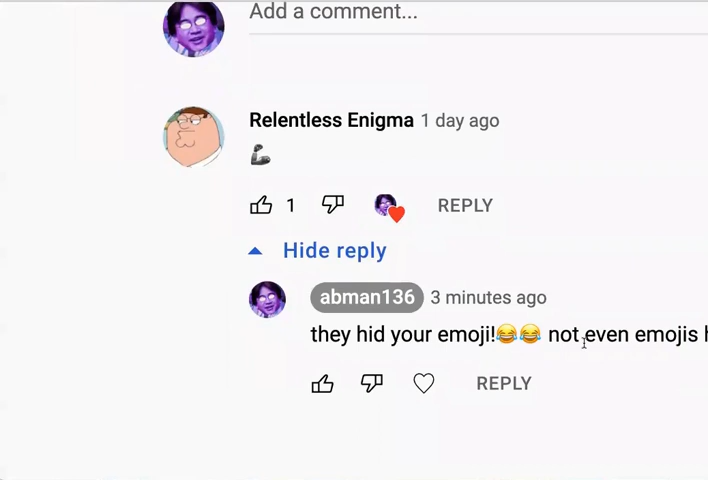 Add a comment...
Relentless Enigma 1 day ago
🦾
1 REPLY
Hide reply
abman136 3 minutes ago
they hid your emoji!😂😂 not even emojis
REPLY